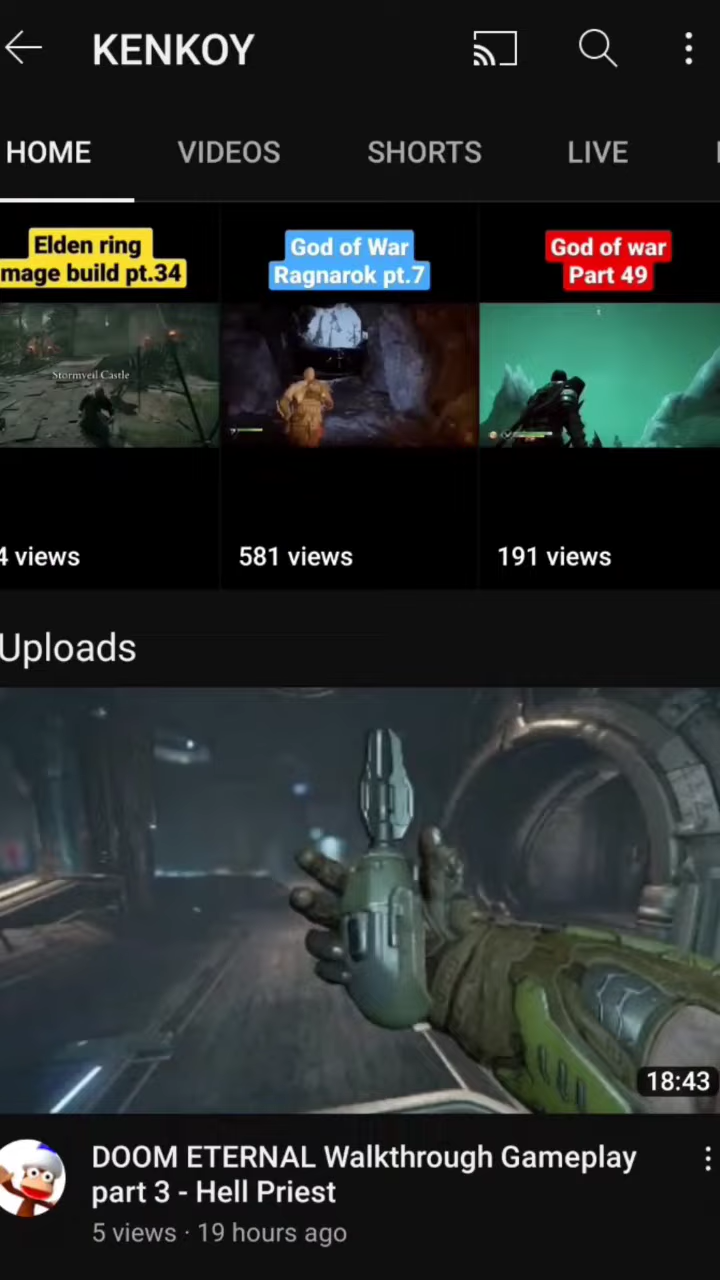 KENKOY
HOME VIDEOS SHORTS LIVE
Elden ring
mage build pt.34
God of War
Ragnarok pt.7
God of war
Part 49
Stormveil Castle
4 views
581 views
191 views
Uploads
18:43
DOOM ETERNAL Walkthrough Gameplay
part 3 - Hell Priest
5 views · 19 hours ago